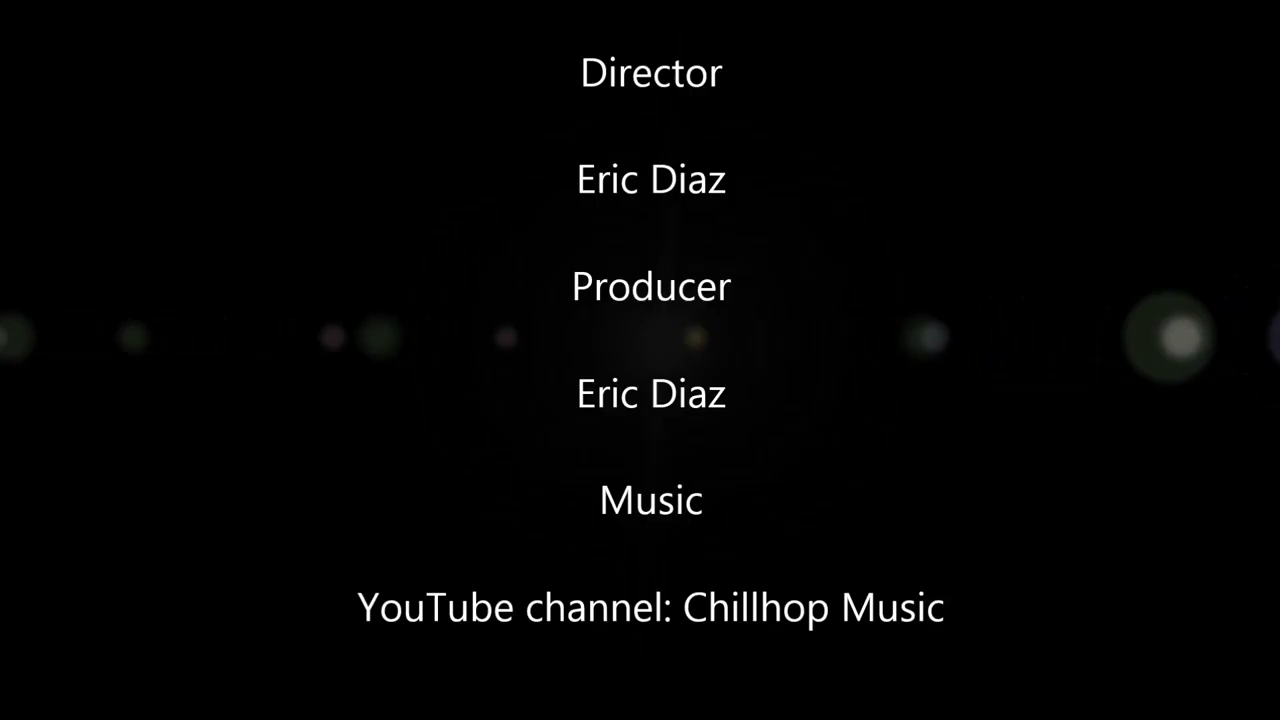 Director
Eric Diaz
Producer
Eric Diaz
Music
YouTube channel: Chillhop Music